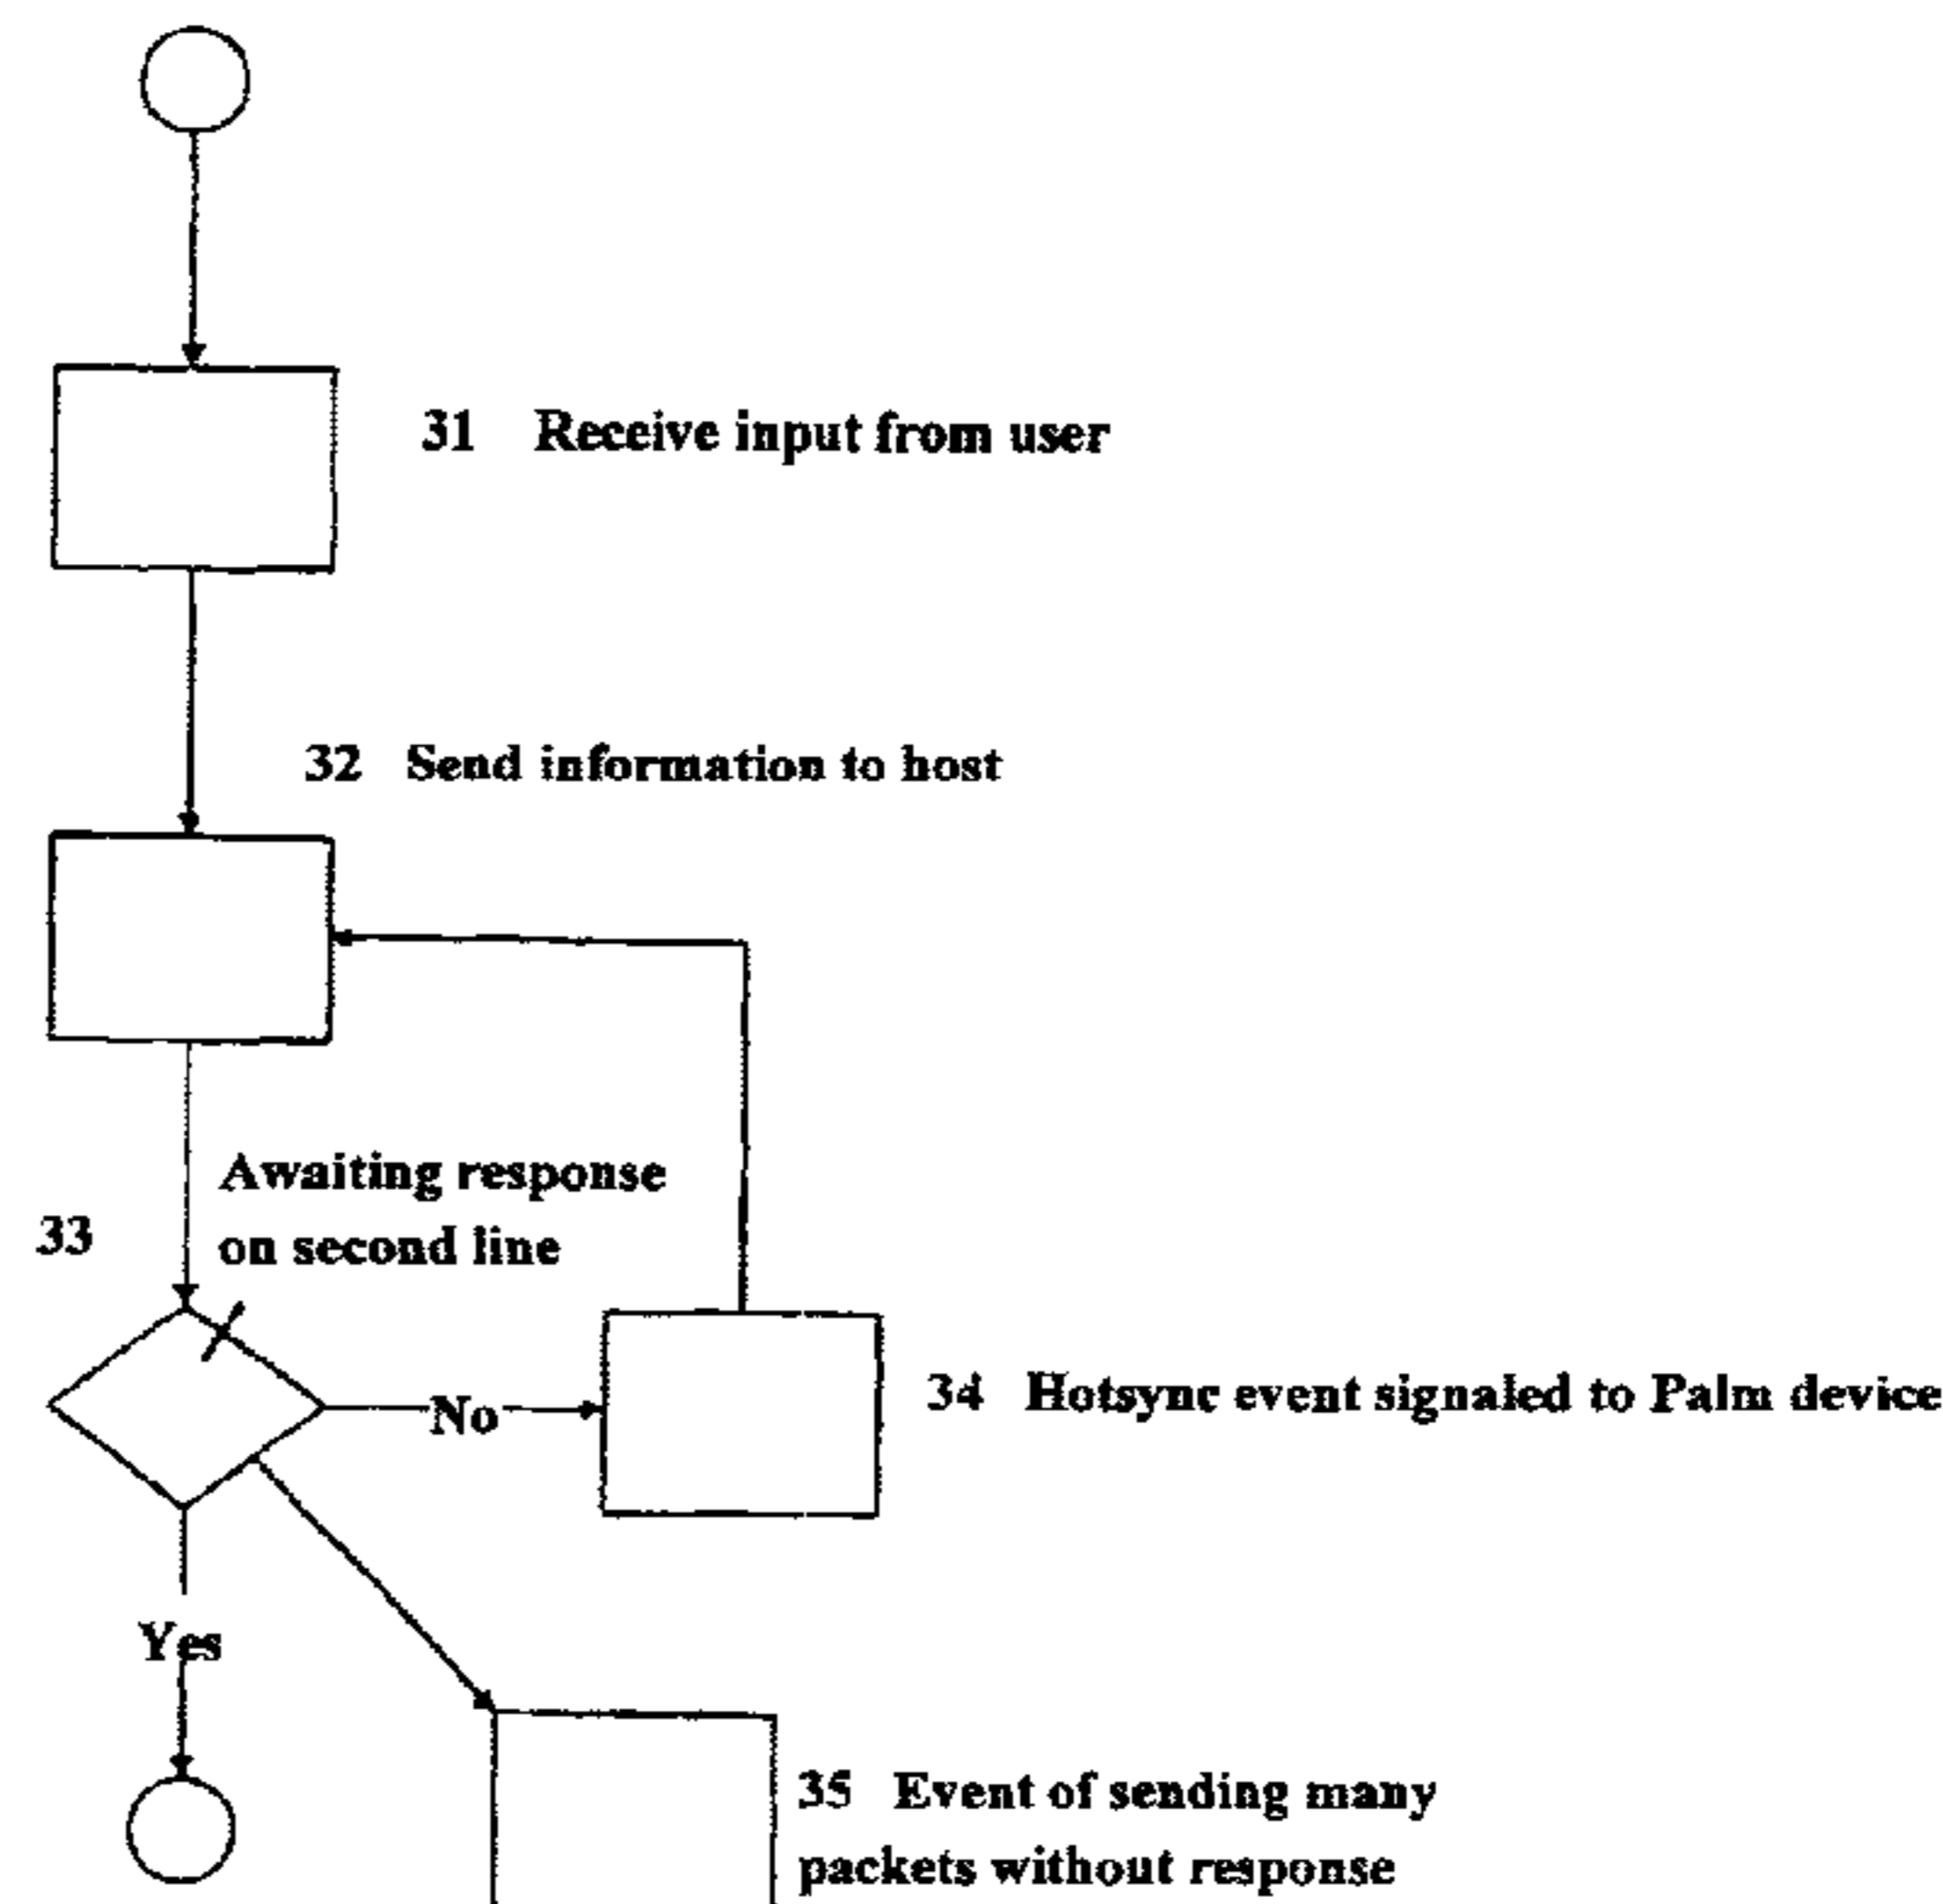 31 Receive input from user
32 Send information to host
Awaiting response
33 on second line
No
34 Hotsync event signaled to Palm device
Yes
35 Event of sending many
packets without response